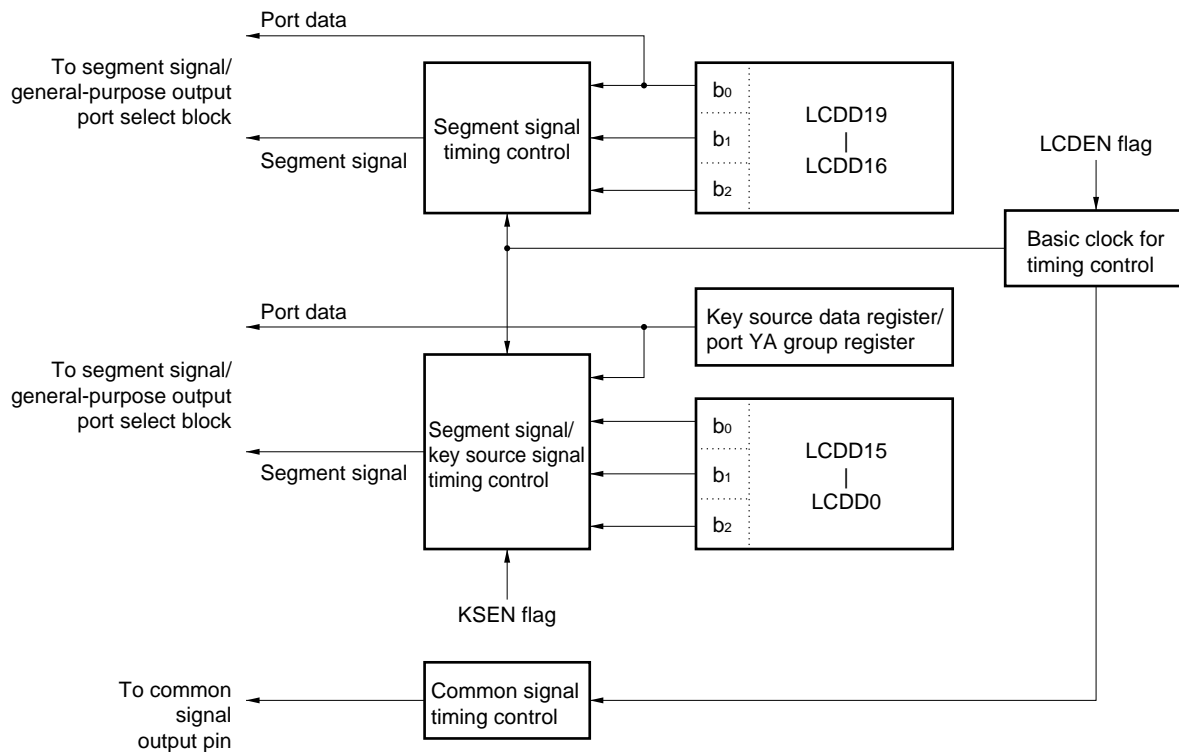 Port data
To segment signal/
general-purpose output
port select block
Segment signal
Segment signal
timing control
b0
b1
b2
LCDD19
|
LCDD16
LCDEN flag
Basic clock for
timing control
Port data
Key source data register/
port YA group register
To segment signal/
general-purpose output
port select block
Segment signal
Segment signal/
key source signal
timing control
b0
b1
b2
LCDD15
|
LCDD0
KSEN flag
To common
signal
output pin
Common signal
timing control